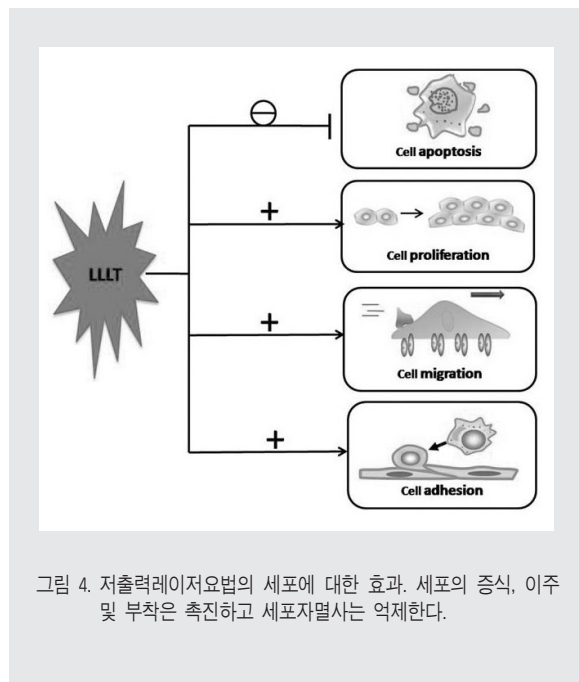 ⊖
Cell apoptosis
+
Cell proliferation
LLLT
+
Cell migration
+
Cell adhesion
그림 4. 저출력레이저요법의 세포에 대한 효과. 세포의 증식, 이주
및 부착은 촉진하고 세포자멸사는 억제한다.